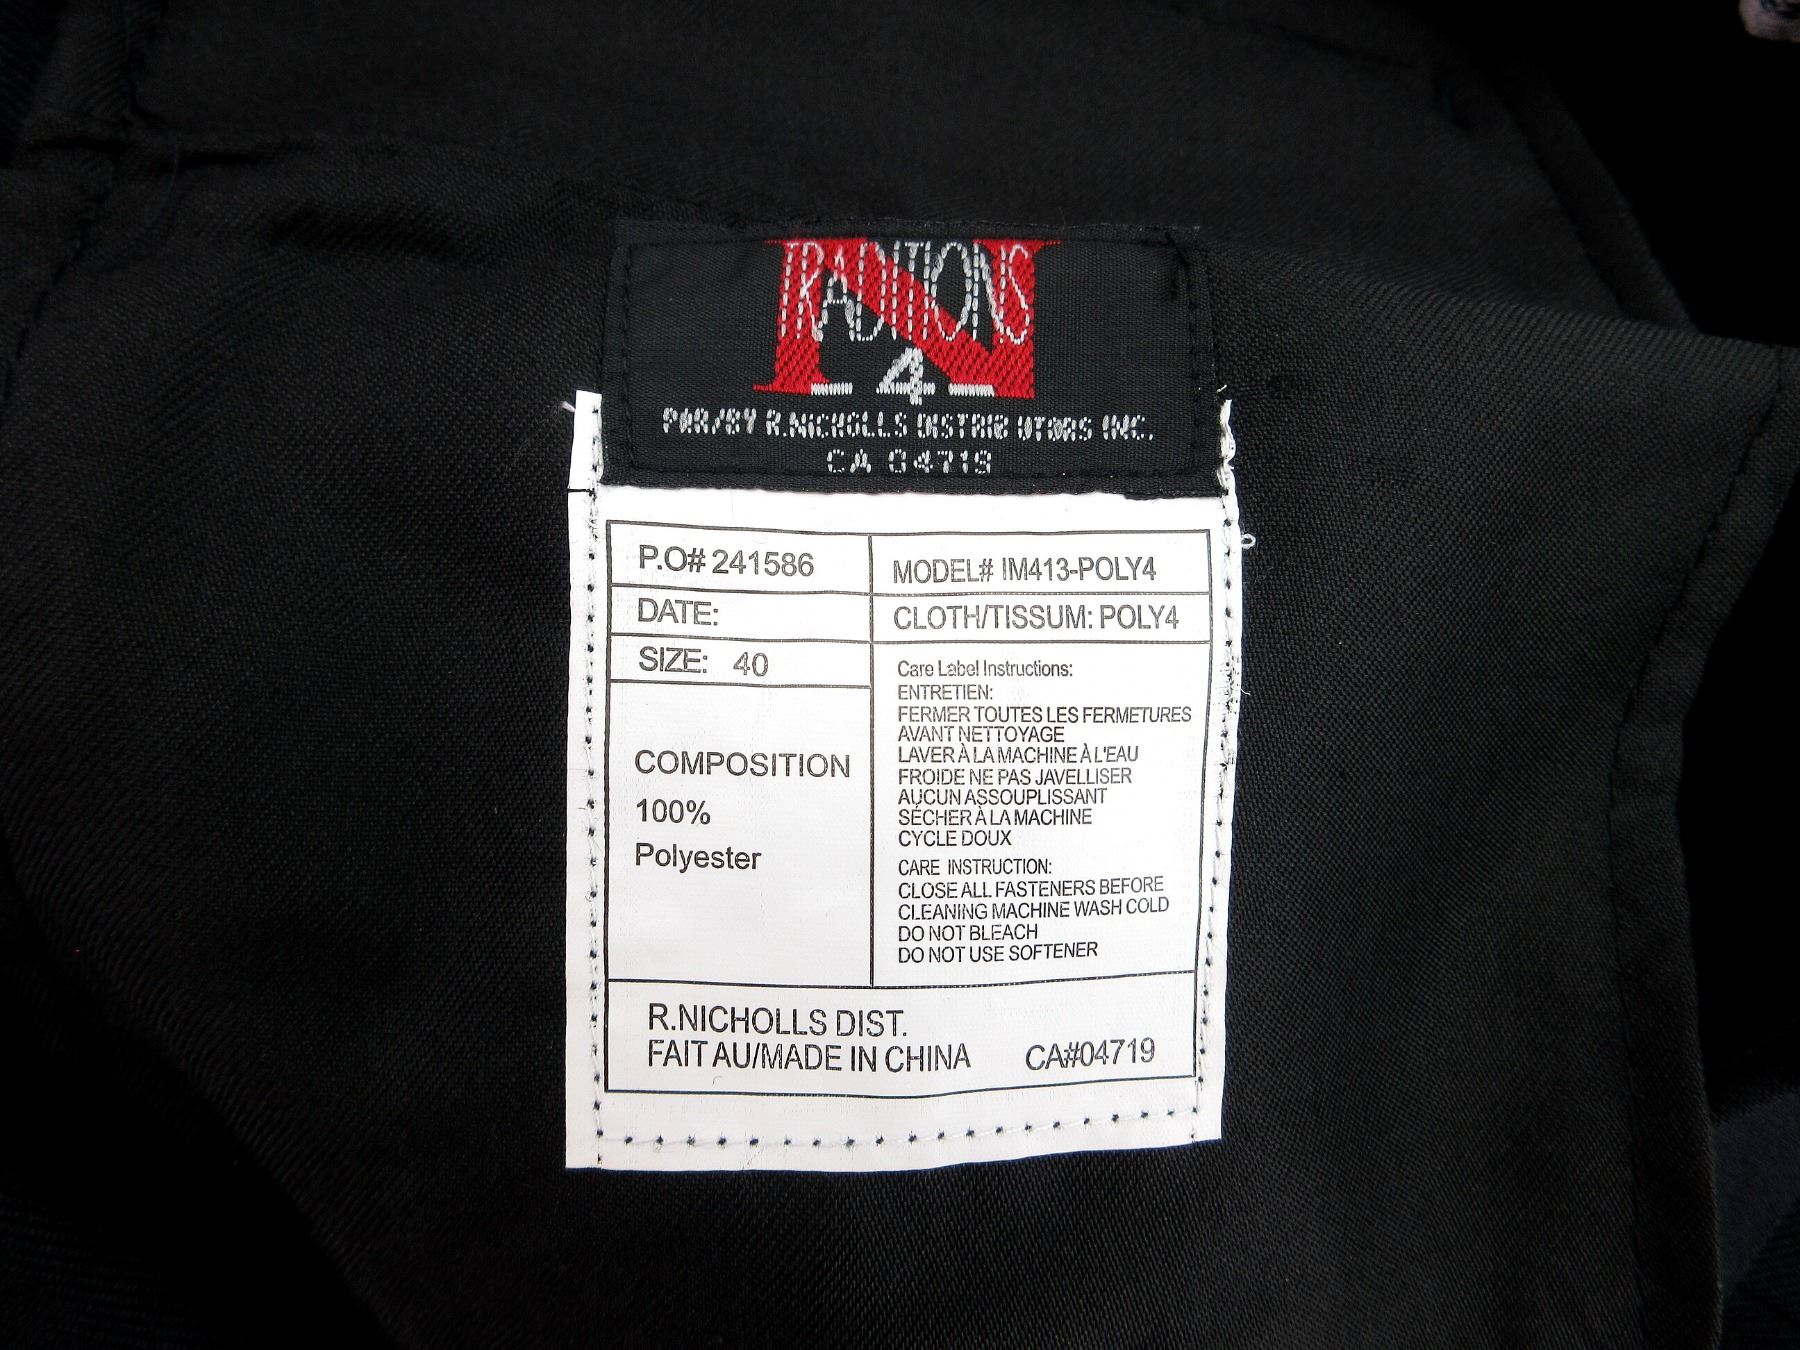 TRADITIONS
N
-4-
PAR/BY R.NICHOLLS DISTRIBUTORS INC.
CA 04719
P.O# 241586
MODEL# IM413-POLY4
DATE:
CLOTH/TISSUM: POLY4
SIZE: 40
COMPOSITION
100%
Polyester
Care Label Instructions:
ENTRETIEN:
FERMER TOUTES LES FERMETURES
AVANT NETTOYAGE
LAVER À LA MACHINE À L'EAU
FROIDE NE PAS JAVELLISER
AUCUN ASSOUPLISSANT
SÉCHER À LA MACHINE
CYCLE DOUX
CARE INSTRUCTION:
CLOSE ALL FASTENERS BEFORE
CLEANING MACHINE WASH COLD
DO NOT BLEACH
DO NOT USE SOFTENER
R.NICHOLLS DIST.
FAIT AU/MADE IN CHINA CA#04719